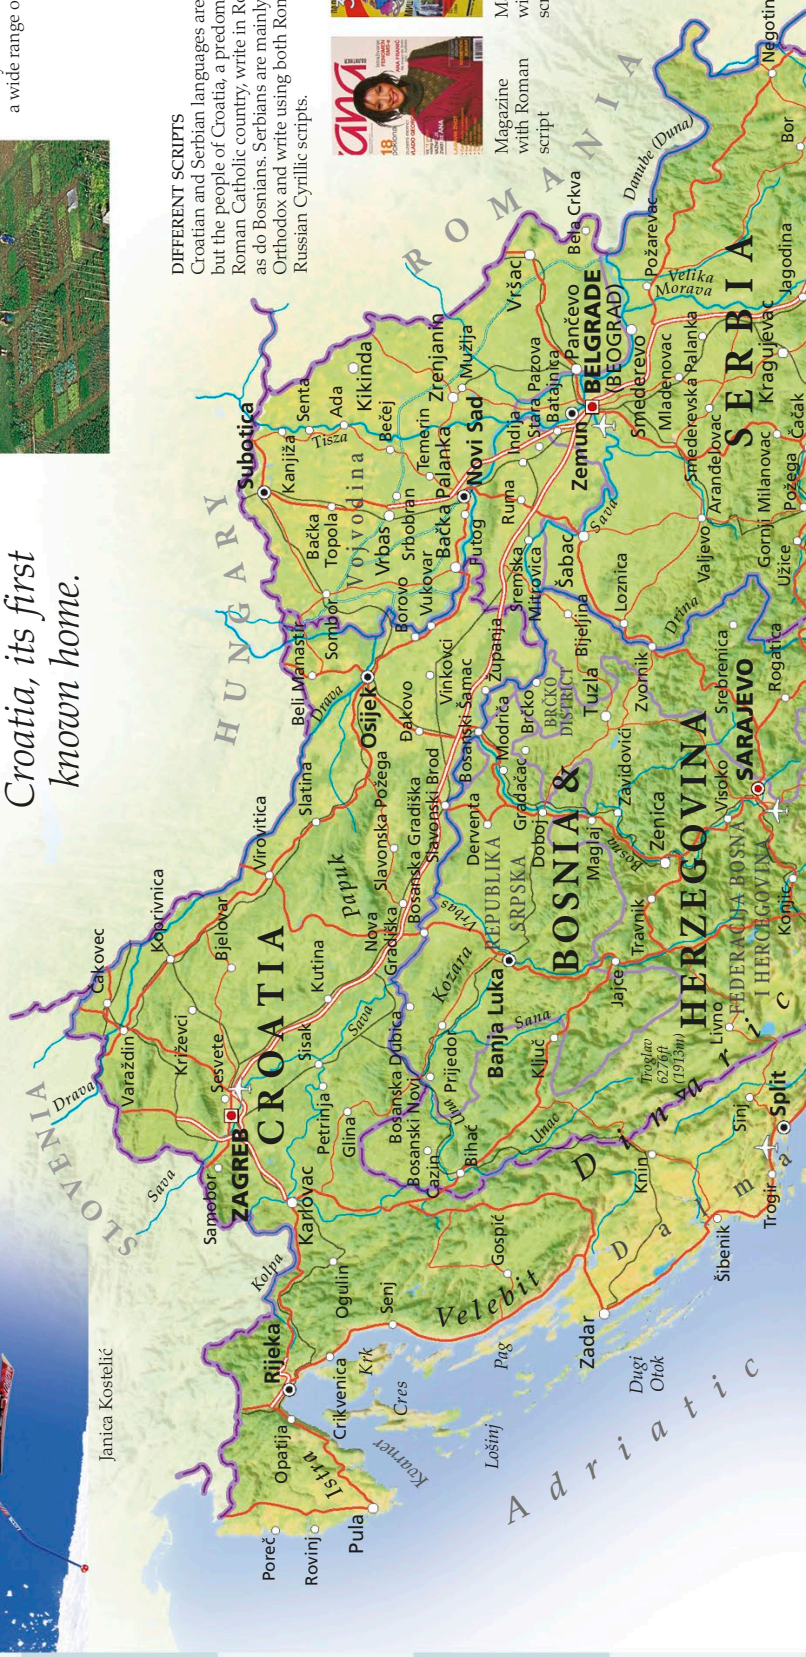 a wide range o
Croatia, its first
known home.
DIFFERENT SCRIPTS
Croatian and Serbian languages are
but the people of Croatia, a predom
Roman Catholic country, write in Ro
as do Bosnians. Serbians are mainly
Orthodox and write using both Rom
Russian Cyrillic scripts.
Magazine
with Roman
script
M
wi
scr
Janica Kostelić
SLOVENIA
HUNGARY
ROMANIA
CROATIA
BOSNIA &
HERZEGOVINA
SERBIA
REPUBLIKA
SRPSKA
FEDERACIJA BOSNA
I HERCEGOVINA
BRČKO
DISTRICT
Vojvodina
Adriatic
Dalma
Dinaric
Velebit
Istra
Kvarner
Papuk
Kozara
Troglav
6276ft
(1913m)
Drava
Čakovec
Varaždin
Koprivnica
Križevci
Bjelovar
Virovitica
Slatina
Drava
Beli Manastir
Osijek
Sombor
Subotica
Kanjiža
Senta
Tisza
Ada
Kikinda
Bačka
Topola
Vrbas
Srbobran
Bečej
Temerin
Bačka Palanka
Novi Sad
Futog
Zrenjanin
Mužlja
Vršac
Bela Crkva
Danube (Duna)
Negotin
Bor
Požarevac
Velika
Morava
Pančevo
BELGRADE
(BEOGRAD)
Zemun
Batajnica
Stara Pazova
Inđija
Ruma
Sremska
Mitrovica
Šabac
Sava
Smederevo
Mladenovac
Smederevska Palanka
Aranđelovac
Kragujevac
Jagodina
Gornji Milanovac
Čačak
Požega
Užice
Valjevo
Loznica
Drina
Bijeljina
Zvornik
Srebrenica
Rogatica
SARAJEVO
Visoko
Zenica
Zavidovići
Tuzla
Brčko
Gradačac
Modriča
Bosanski Šamac
Županja
Vinkovci
Vukovar
Borovo
Đakovo
Slavonski Brod
Slavonska Požega
Bosanska Gradiška
Nova
Gradiška
Derventa
Doboj
Maglaj
Bosna
Travnik
Jajce
Konjic
Livno
Vrbas
Banja Luka
Sana
Ključ
Prijedor
Una
Unac
Bosanska Dubica
Bosanski Novi
Cazin
Bihać
Kutina
Sisak
Sava
Petrinja
Glina
Sesvete
ZAGREB
Samobor
Sava
Karlovac
Kolpa
Ogulin
Rijeka
Opatija
Crikvenica
Senj
Krk
Cres
Lošinj
Pag
Poreč
Rovinj
Pula
Gospić
Zadar
Dugi
Otok
Knin
Šibenik
Sinj
Trogir
Split